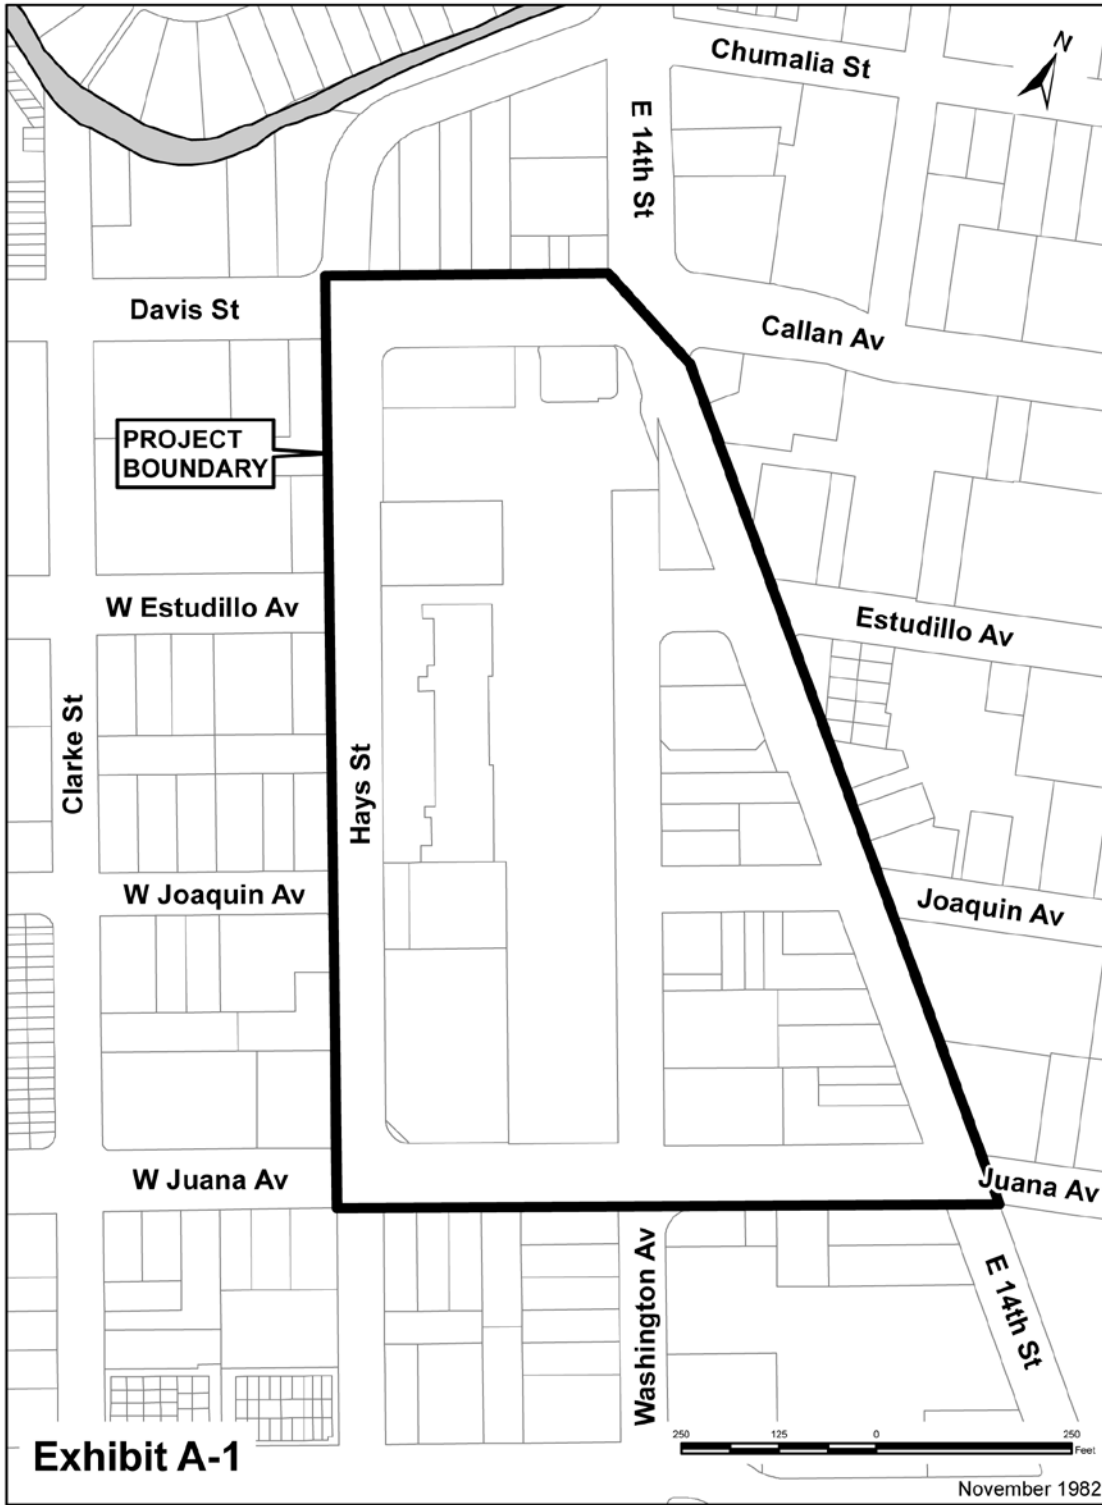 Chumalia St
N
E 14th St
Davis St
Callan Av
PROJECT
BOUNDARY
W Estudillo Av
Estudillo Av
Clarke St
Hays St
W Joaquin Av
Joaquin Av
W Juana Av
Juana Av
Washington Av
E 14th St
Exhibit A-1
250 125 0 250
Feet
November 1982